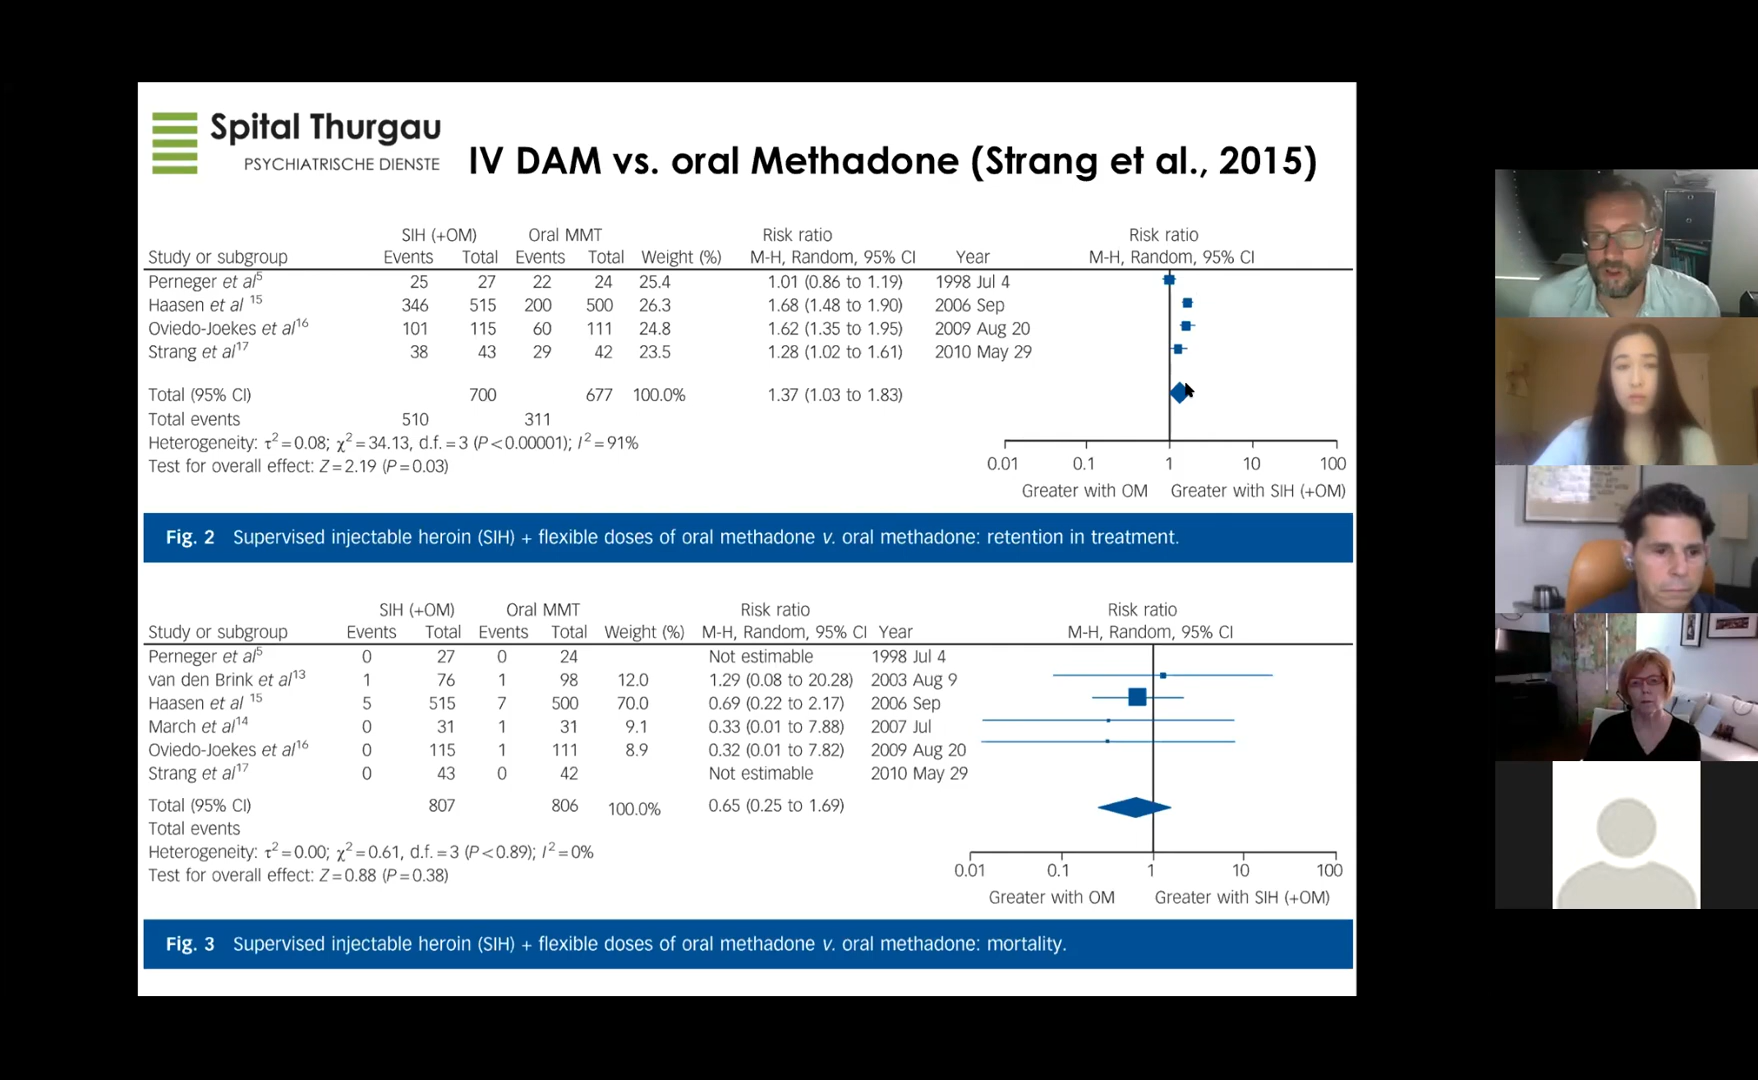 Spital Thurgau
PSYCHIATRISCHE DIENSTE
IV DAM vs. oral Methadone (Strang et al., 2015)
SIH (+OM) Oral MMT Risk ratio Risk ratio
Study or subgroup Events Total Events Total Weight (%) M-H, Random, 95% CI Year M-H, Random, 95% CI
Perneger et al5 25 27 22 24 25.4 1.01 (0.86 to 1.19) 1998 Jul 4
Haasen et al 15 346 515 200 500 26.3 1.68 (1.48 to 1.90) 2006 Sep
Oviedo-Joekes et al16 101 115 60 111 24.8 1.62 (1.35 to 1.95) 2009 Aug 20
Strang et al17 38 43 29 42 23.5 1.28 (1.02 to 1.61) 2010 May 29
Total (95% CI) 700 677 100.0% 1.37 (1.03 to 1.83)
Total events 510 311
Heterogeneity: τ2=0.08; χ2=34.13, d.f.=3 (P<0.00001); I2=91%
Test for overall effect: Z=2.19 (P=0.03)
0.01 0.1 1 10 100
Greater with OM Greater with SIH (+OM)
Fig. 2 Supervised injectable heroin (SIH) + flexible doses of oral methadone v. oral methadone: retention in treatment.
SIH (+OM) Oral MMT Risk ratio Risk ratio
Study or subgroup Events Total Events Total Weight (%) M-H, Random, 95% CI Year M-H, Random, 95% CI
Perneger et al5 0 27 0 24 Not estimable 1998 Jul 4
van den Brink et al13 1 76 1 98 12.0 1.29 (0.08 to 20.28) 2003 Aug 9
Haasen et al 15 5 515 7 500 70.0 0.69 (0.22 to 2.17) 2006 Sep
March et al14 0 31 1 31 9.1 0.33 (0.01 to 7.88) 2007 Jul
Oviedo-Joekes et al16 0 115 1 111 8.9 0.32 (0.01 to 7.82) 2009 Aug 20
Strang et al17 0 43 0 42 Not estimable 2010 May 29
Total (95% CI) 807 806 100.0% 0.65 (0.25 to 1.69)
Total events
Heterogeneity: τ2=0.00; χ2=0.61, d.f.=3 (P<0.89); I2=0%
Test for overall effect: Z=0.88 (P=0.38)
0.01 0.1 1 10 100
Greater with OM Greater with SIH (+OM)
Fig. 3 Supervised injectable heroin (SIH) + flexible doses of oral methadone v. oral methadone: mortality.